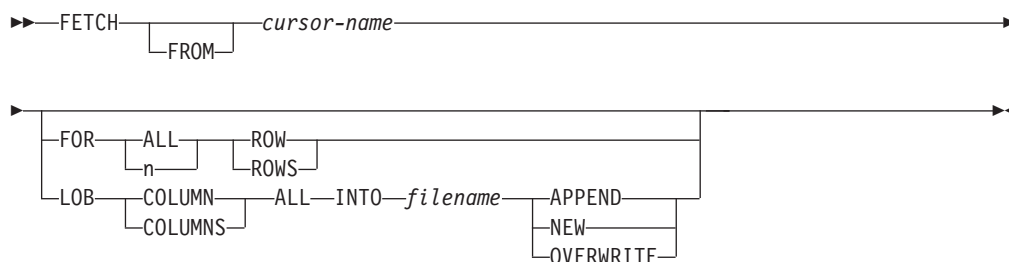 FETCH cursor-name
FROM
FOR ALL ROW
n ROWS
LOB COLUMN ALL INTO filename APPEND
COLUMNS NEW
OVERWRITE